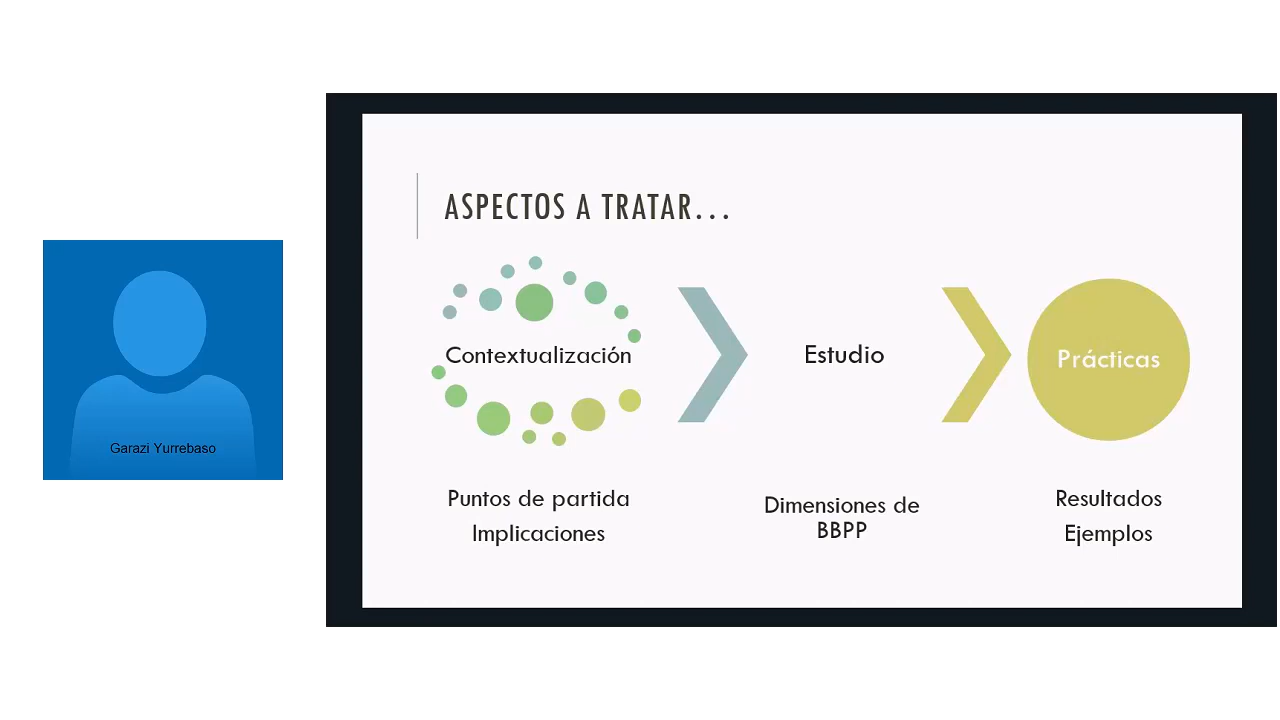 Garazi Yurrebaso
ASPECTOS A TRATAR...
Contextualización
Estudio
Prácticas
Puntos de partida
Implicaciones
Dimensiones de
BBPP
Resultados
Ejemplos